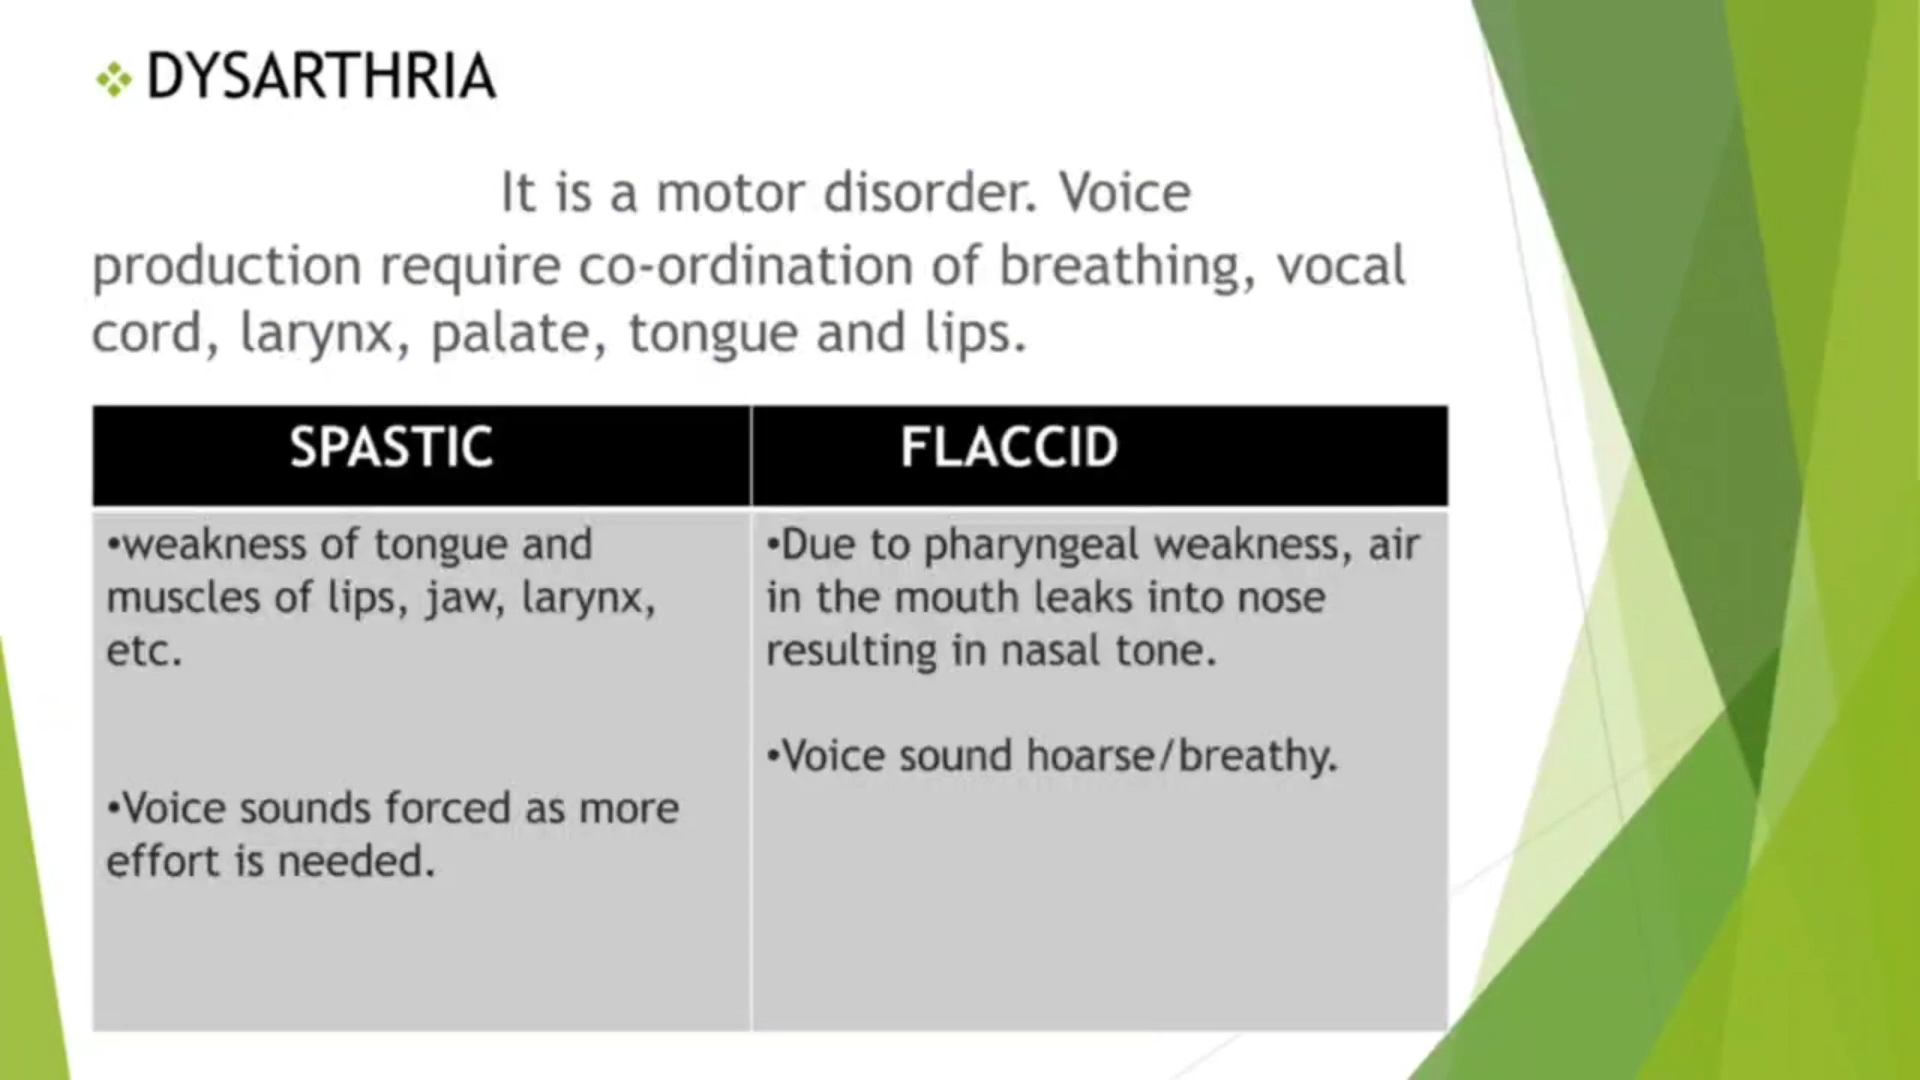 DYSARTHRIA
It is a motor disorder. Voice
production require co-ordination of breathing, vocal
cord, larynx, palate, tongue and lips.
SPASTIC
FLACCID
•weakness of tongue and
muscles of lips, jaw, larynx,
etc.
•Voice sounds forced as more
effort is needed.
•Due to pharyngeal weakness, air
in the mouth leaks into nose
resulting in nasal tone.
•Voice sound hoarse/breathy.